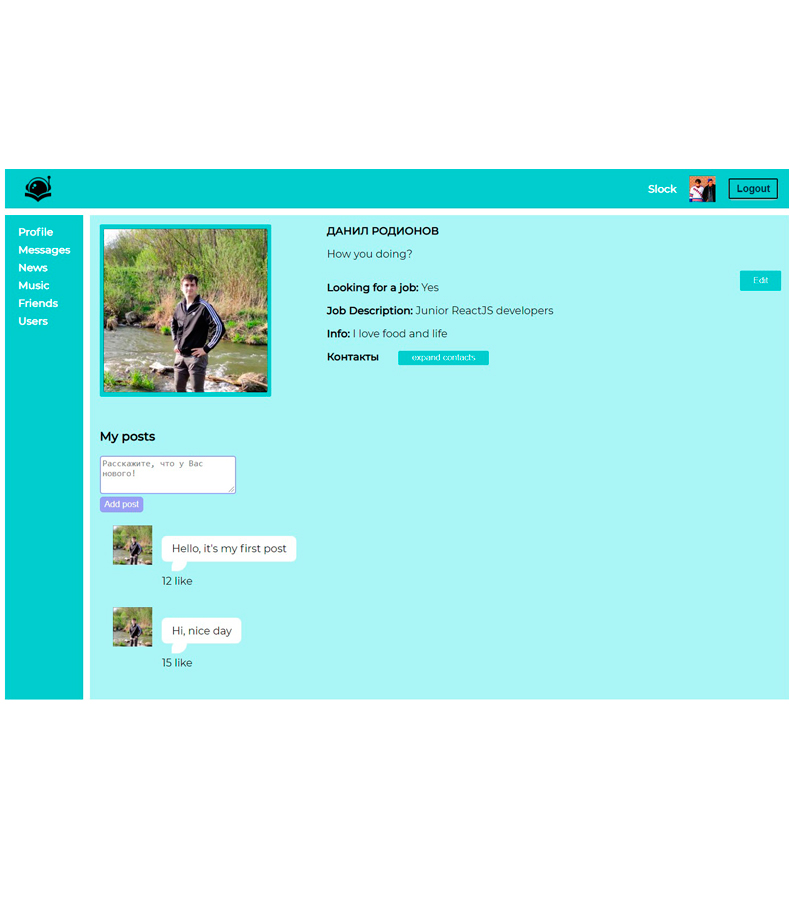 Slock
Logout
Profile
Messages
News
Music
Friends
Users
ДАНИЛ РОДИОНОВ
How you doing?
Edit
Looking for a job: Yes
Job Description: Junior ReactJS developers
Info: I love food and life
Контакты expand contacts
My posts
Расскажите, что у Вас
нового!
Add post
Hello, it's my first post
12 like
Hi, nice day
15 like